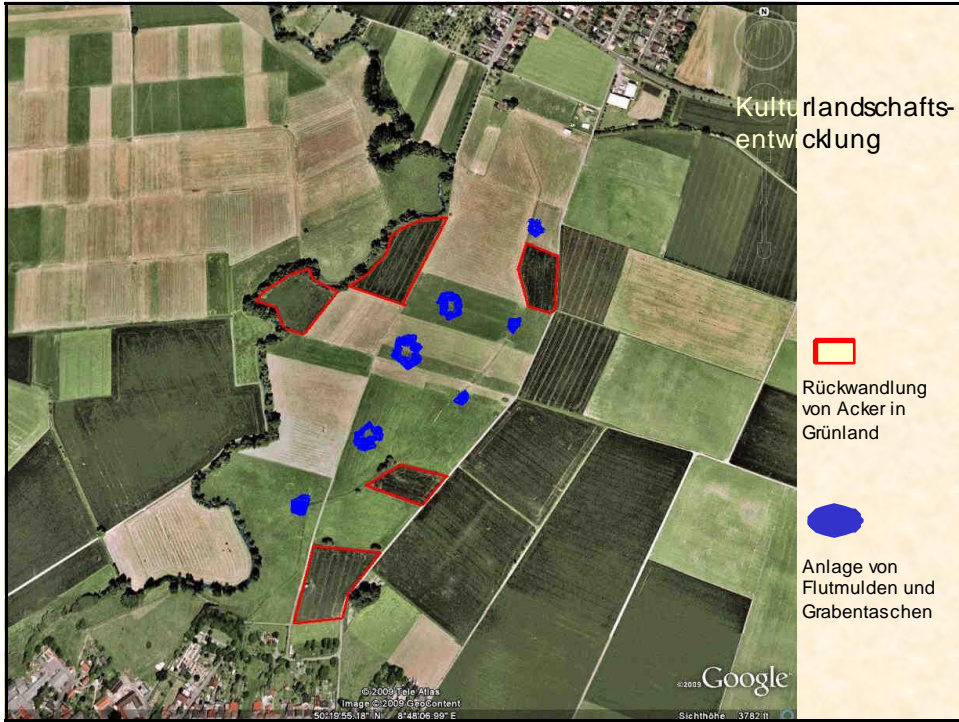 N
Kulturlandschafts-
entwicklung
Rückwandlung
von Acker in
Grünland
Anlage von
Flutmulden und
Grabentaschen
© 2009 Tele Atlas
Image © 2009 GeoContent
©2009 Google
50°19'55.18" N 8°48'06.99" E
Sichthöhe 3782 ft